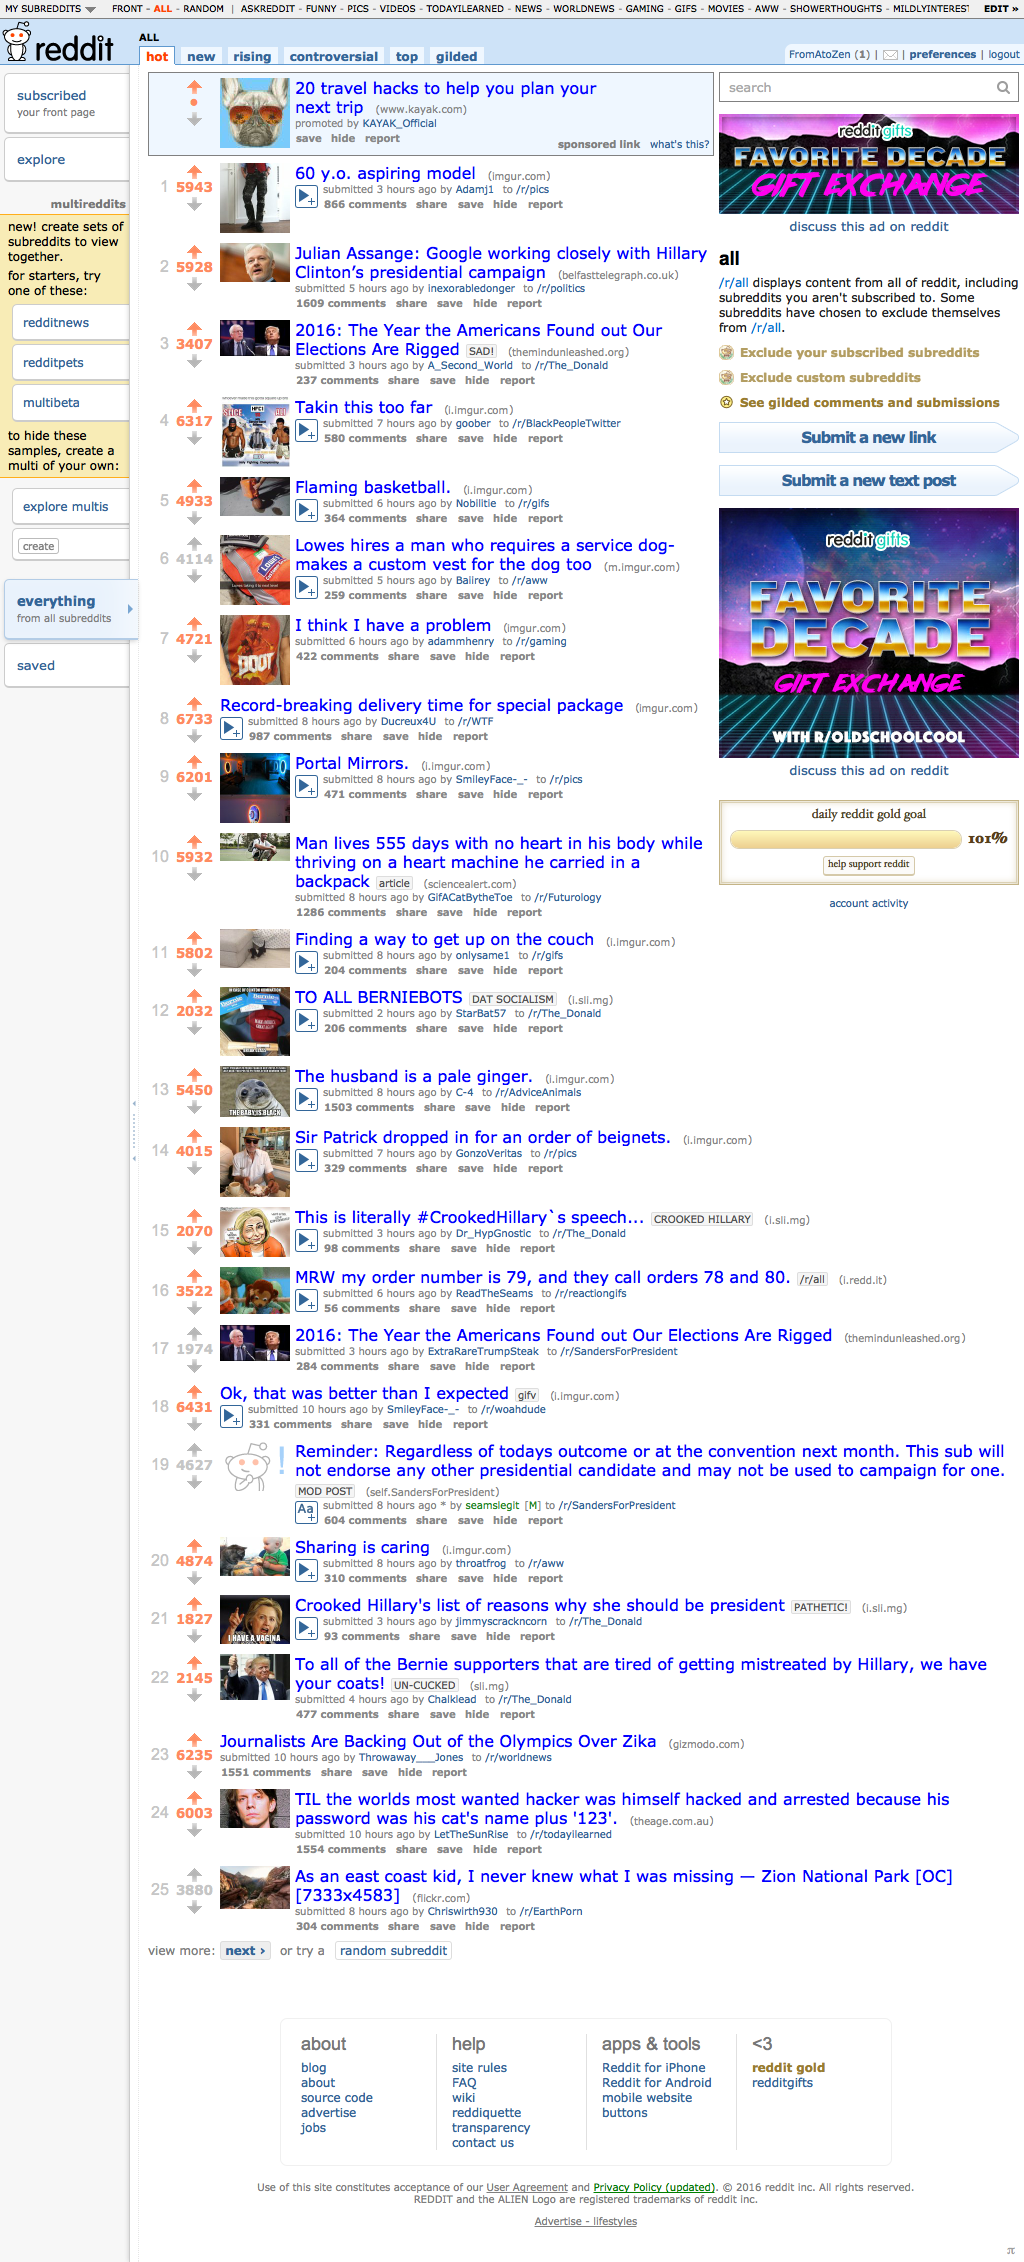 MY SUBREDDITS FRONT - ALL - RANDOM | ASKREDDIT - FUNNY - PICS - VIDEOS - TODAYILEARNED - NEWS - WORLDNEWS - GAMING - GIFS - MOVIES - AWW - SHOWERTHOUGHTS - MILDLYINTEREST EDIT »
reddit ALL
hot new rising controversial top gilded
FromAtoZen (1) | preferences | logout
subscribed
your front page
explore
multireddits
new! create sets of
subreddits to view
together.
for starters, try
one of these:
redditnews
redditpets
multibeta
to hide these
samples, create a
multi of your own:
explore multis
create
everything
from all subreddits
saved
20 travel hacks to help you plan your
next trip (www.kayak.com)
promoted by KAYAK_Official
save hide report
sponsored link what's this?
1 5943
60 y.o. aspiring model (imgur.com)
submitted 3 hours ago by Adamj1 to /r/pics
866 comments share save hide report
2 5928
Julian Assange: Google working closely with Hillary
Clinton's presidential campaign (belfasttelegraph.co.uk)
submitted 5 hours ago by inexorabledonger to /r/politics
1609 comments share save hide report
3 3407
2016: The Year the Americans Found out Our
Elections Are Rigged SAD! (themindunleashed.org)
submitted 3 hours ago by A_Second_World to /r/The_Donald
237 comments share save hide report
4 6317
Takin this too far (i.imgur.com)
submitted 7 hours ago by goober to /r/BlackPeopleTwitter
580 comments share save hide report
5 4933
Flaming basketball. (i.imgur.com)
submitted 6 hours ago by Nobilitie to /r/gifs
364 comments share save hide report
6 4114
Lowes hires a man who requires a service dog-
makes a custom vest for the dog too (m.imgur.com)
submitted 5 hours ago by Baiirey to /r/aww
259 comments share save hide report
7 4721
I think I have a problem (imgur.com)
submitted 6 hours ago by adammhenry to /r/gaming
422 comments share save hide report
8 6733
Record-breaking delivery time for special package (imgur.com)
submitted 8 hours ago by Ducreux4U to /r/WTF
987 comments share save hide report
9 6201
Portal Mirrors. (i.imgur.com)
submitted 8 hours ago by SmileyFace-_- to /r/pics
471 comments share save hide report
10 5932
Man lives 555 days with no heart in his body while
thriving on a heart machine he carried in a
backpack article (sciencealert.com)
submitted 8 hours ago by GifACatBytheToe to /r/Futurology
1286 comments share save hide report
11 5802
Finding a way to get up on the couch (i.imgur.com)
submitted 8 hours ago by onlysame1 to /r/gifs
204 comments share save hide report
12 2032
TO ALL BERNIEBOTS DAT SOCIALISM (i.sli.mg)
submitted 2 hours ago by StarBat57 to /r/The_Donald
206 comments share save hide report
13 5450
THE BABY IS BLACK
The husband is a pale ginger. (i.imgur.com)
submitted 8 hours ago by C-4 to /r/AdviceAnimals
1503 comments share save hide report
14 4015
Sir Patrick dropped in for an order of beignets. (i.imgur.com)
submitted 7 hours ago by GonzoVeritas to /r/pics
329 comments share save hide report
15 2070
This is literally #CrookedHillary`s speech... CROOKED HILLARY (i.sli.mg)
submitted 3 hours ago by Dr_HypGnostic to /r/The_Donald
98 comments share save hide report
16 3522
MRW my order number is 79, and they call orders 78 and 80. /r/all (i.redd.it)
submitted 6 hours ago by ReadTheSeams to /r/reactiongifs
56 comments share save hide report
17 1974
2016: The Year the Americans Found out Our Elections Are Rigged (themindunleashed.org)
submitted 3 hours ago by ExtraRareTrumpSteak to /r/SandersForPresident
284 comments share save hide report
18 6431
Ok, that was better than I expected gifv (i.imgur.com)
submitted 10 hours ago by SmileyFace-_- to /r/woahdude
331 comments share save hide report
19 4627
Reminder: Regardless of todays outcome or at the convention next month. This sub will
not endorse any other presidential candidate and may not be used to campaign for one.
MOD POST (self.SandersForPresident)
submitted 8 hours ago * by seamslegit [M] to /r/SandersForPresident
604 comments share save hide report
20 4874
Sharing is caring (i.imgur.com)
submitted 8 hours ago by throatfrog to /r/aww
310 comments share save hide report
21 1827
I HAVE A VAGINA
Crooked Hillary's list of reasons why she should be president PATHETIC! (i.sli.mg)
submitted 3 hours ago by jimmyscrackncorn to /r/The_Donald
93 comments share save hide report
22 2145
To all of the Bernie supporters that are tired of getting mistreated by Hillary, we have
your coats! UN-CUCKED (sli.mg)
submitted 4 hours ago by Chalklead to /r/The_Donald
477 comments share save hide report
23 6235
Journalists Are Backing Out of the Olympics Over Zika (gizmodo.com)
submitted 10 hours ago by Throwaway___Jones to /r/worldnews
1551 comments share save hide report
24 6003
TIL the worlds most wanted hacker was himself hacked and arrested because his
password was his cat's name plus '123'. (theage.com.au)
submitted 10 hours ago by LetTheSunRise to /r/todayilearned
1554 comments share save hide report
25 3880
As an east coast kid, I never knew what I was missing — Zion National Park [OC]
[7333x4583] (flickr.com)
submitted 8 hours ago by Chriswirth930 to /r/EarthPorn
304 comments share save hide report
view more: next › or try a random subreddit
search
reddit gifts
FAVORITE DECADE
GIFT EXCHANGE
discuss this ad on reddit
all
/r/all displays content from all of reddit, including
subreddits you aren't subscribed to. Some
subreddits have chosen to exclude themselves
from /r/all.
Exclude your subscribed subreddits
Exclude custom subreddits
See gilded comments and submissions
Submit a new link
Submit a new text post
reddit gifts
FAVORITE
DECADE
GIFT EXCHANGE
WITH R/OLDSCHOOLCOOL
discuss this ad on reddit
daily reddit gold goal
101%
help support reddit
account activity
about
blog
about
source code
advertise
jobs
help
site rules
FAQ
wiki
reddiquette
transparency
contact us
apps & tools
Reddit for iPhone
Reddit for Android
mobile website
buttons
<3
reddit gold
redditgifts
Use of this site constitutes acceptance of our User Agreement and Privacy Policy (updated). © 2016 reddit inc. All rights reserved.
REDDIT and the ALIEN Logo are registered trademarks of reddit inc.
Advertise - lifestyles
π